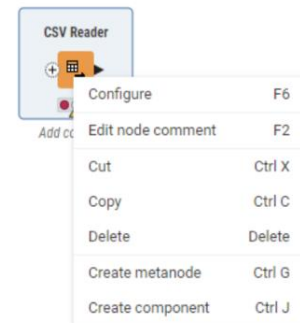 CSV Reader
Configure F6
Add co
Edit node comment F2
Cut Ctrl X
Copy Ctrl C
Delete Delete
Create metanode Ctrl G
Create component Ctrl J